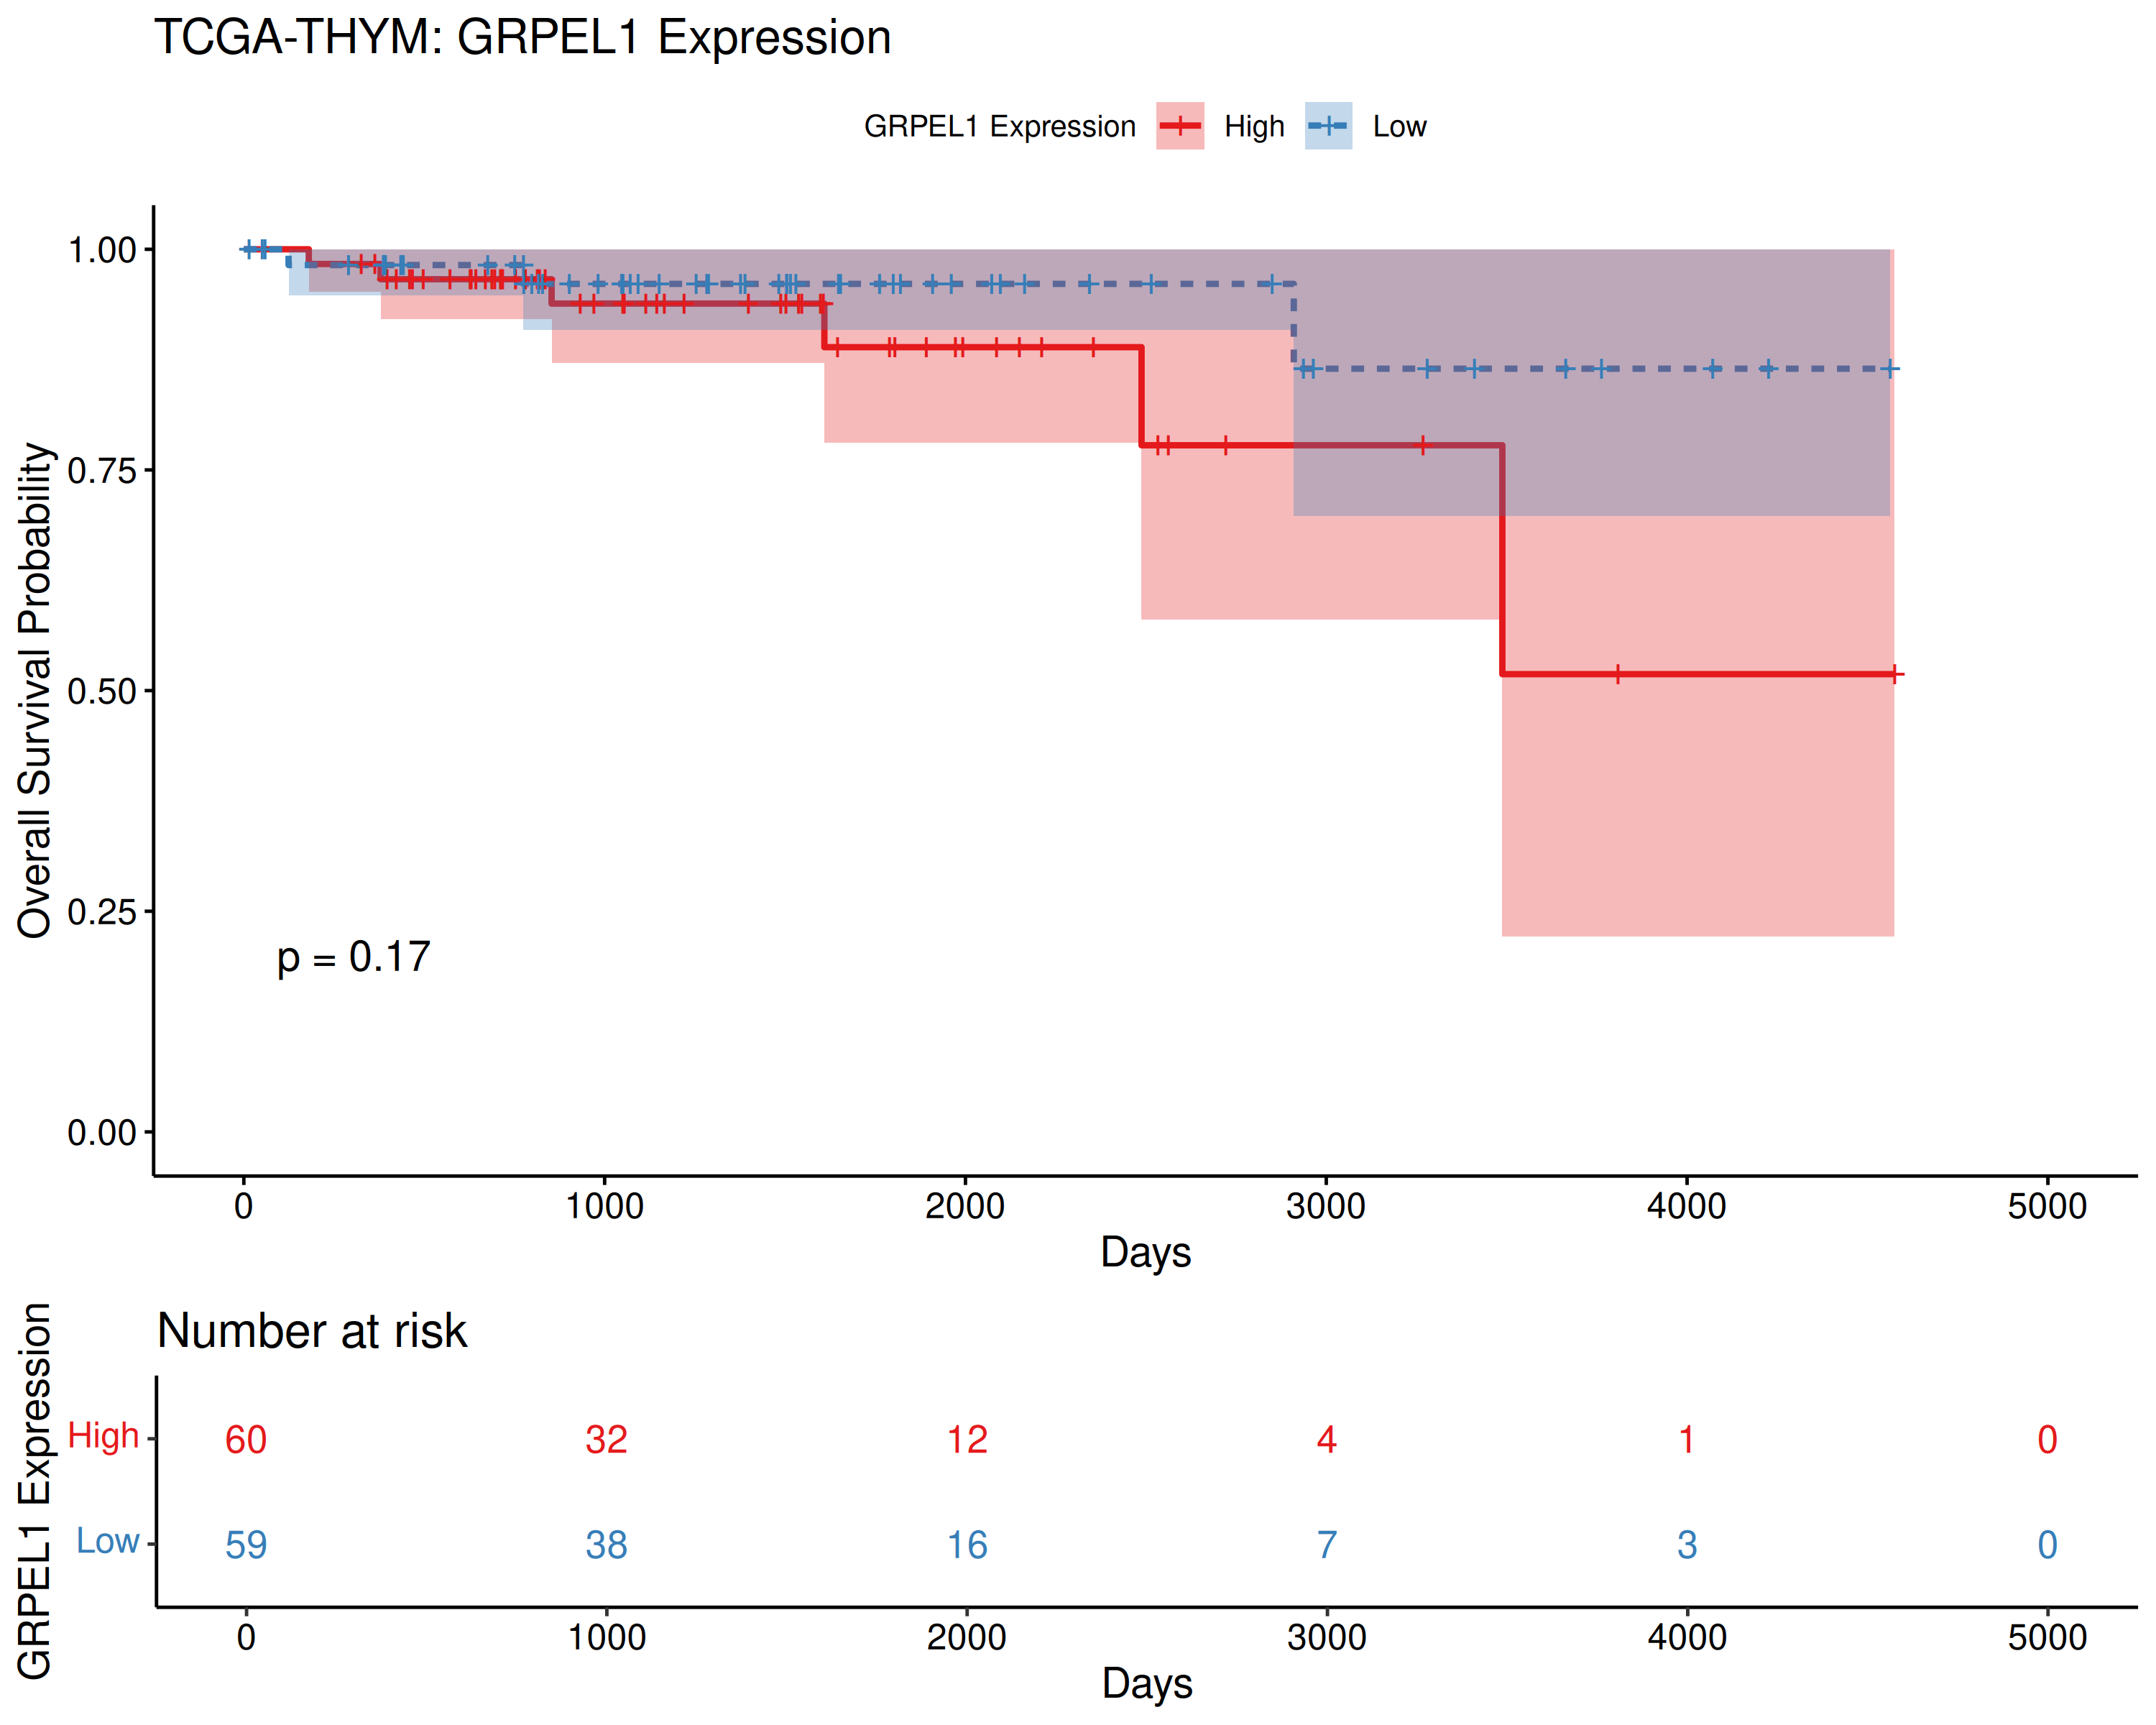 TCGA-THYM: GRPEL1 Expression
GRPEL1 Expression High Low
Overall Survival Probability
1.00
0.75
0.50
0.25
0.00
p = 0.17
0 1000 2000 3000 4000 5000
Days
Number at risk
GRPEL1 Expression
High 60 32 12 4 1 0
Low 59 38 16 7 3 0
0 1000 2000 3000 4000 5000
Days